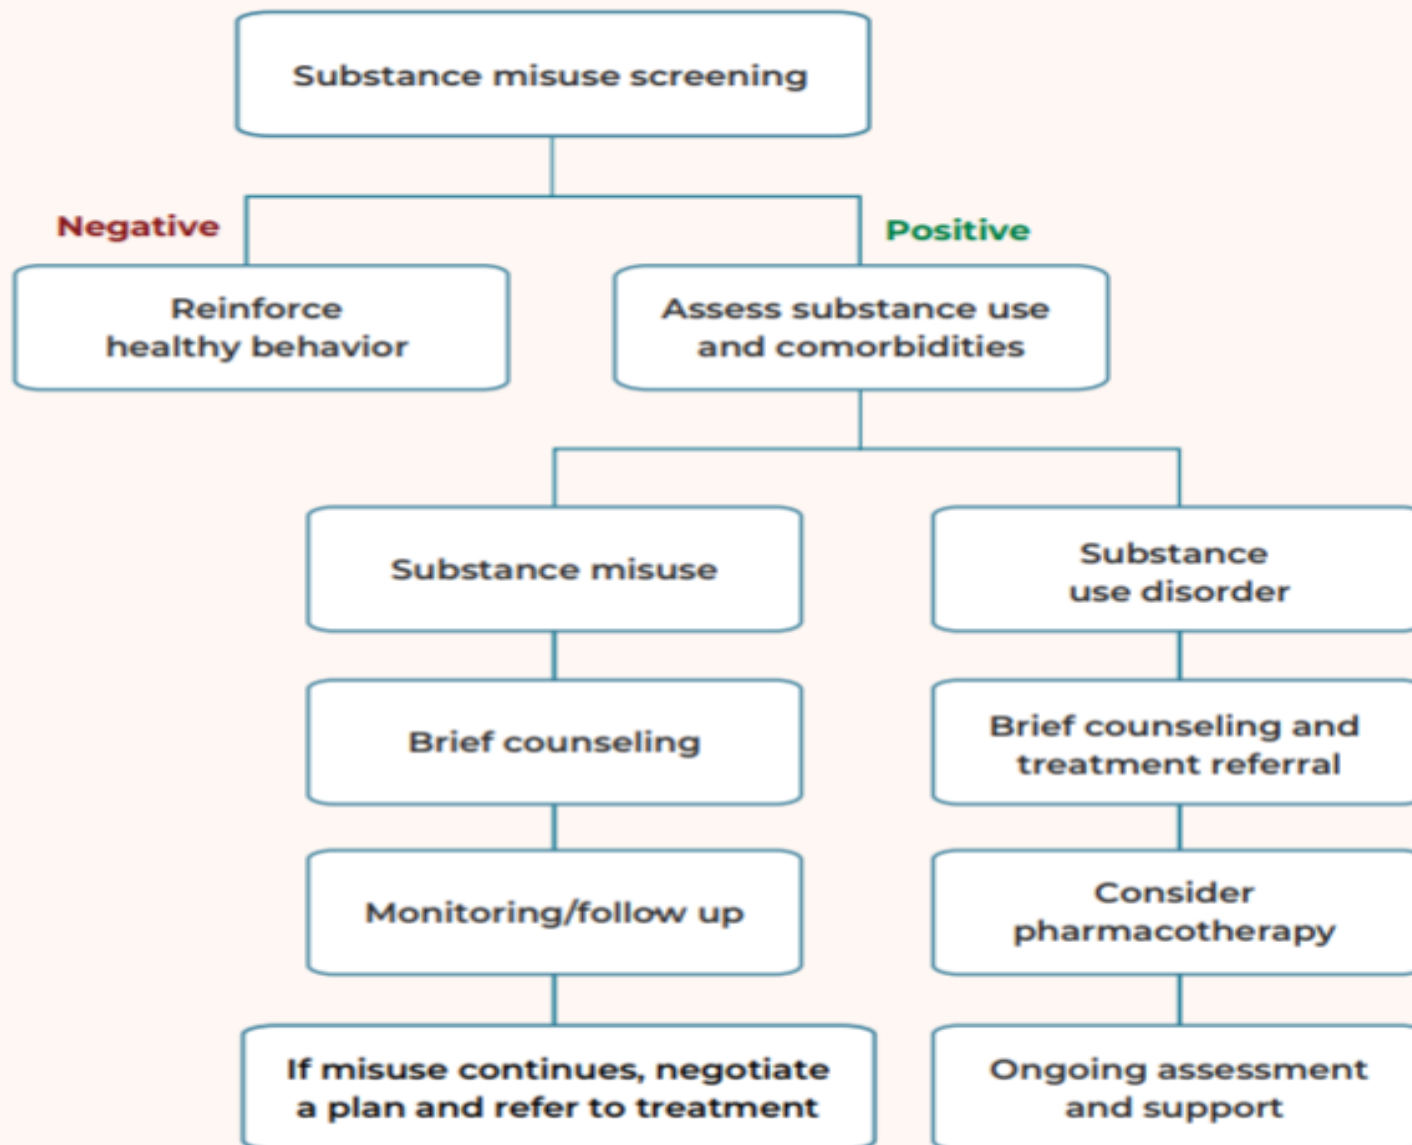 Substance misuse screening
Negative
Positive
Reinforce
healthy behavior
Assess substance use
and comorbidities
Substance misuse
Substance
use disorder
Brief counseling
Brief counseling and
treatment referral
Monitoring/follow up
Consider
pharmacotherapy
If misuse continues, negotiate
a plan and refer to treatment
Ongoing assessment
and support